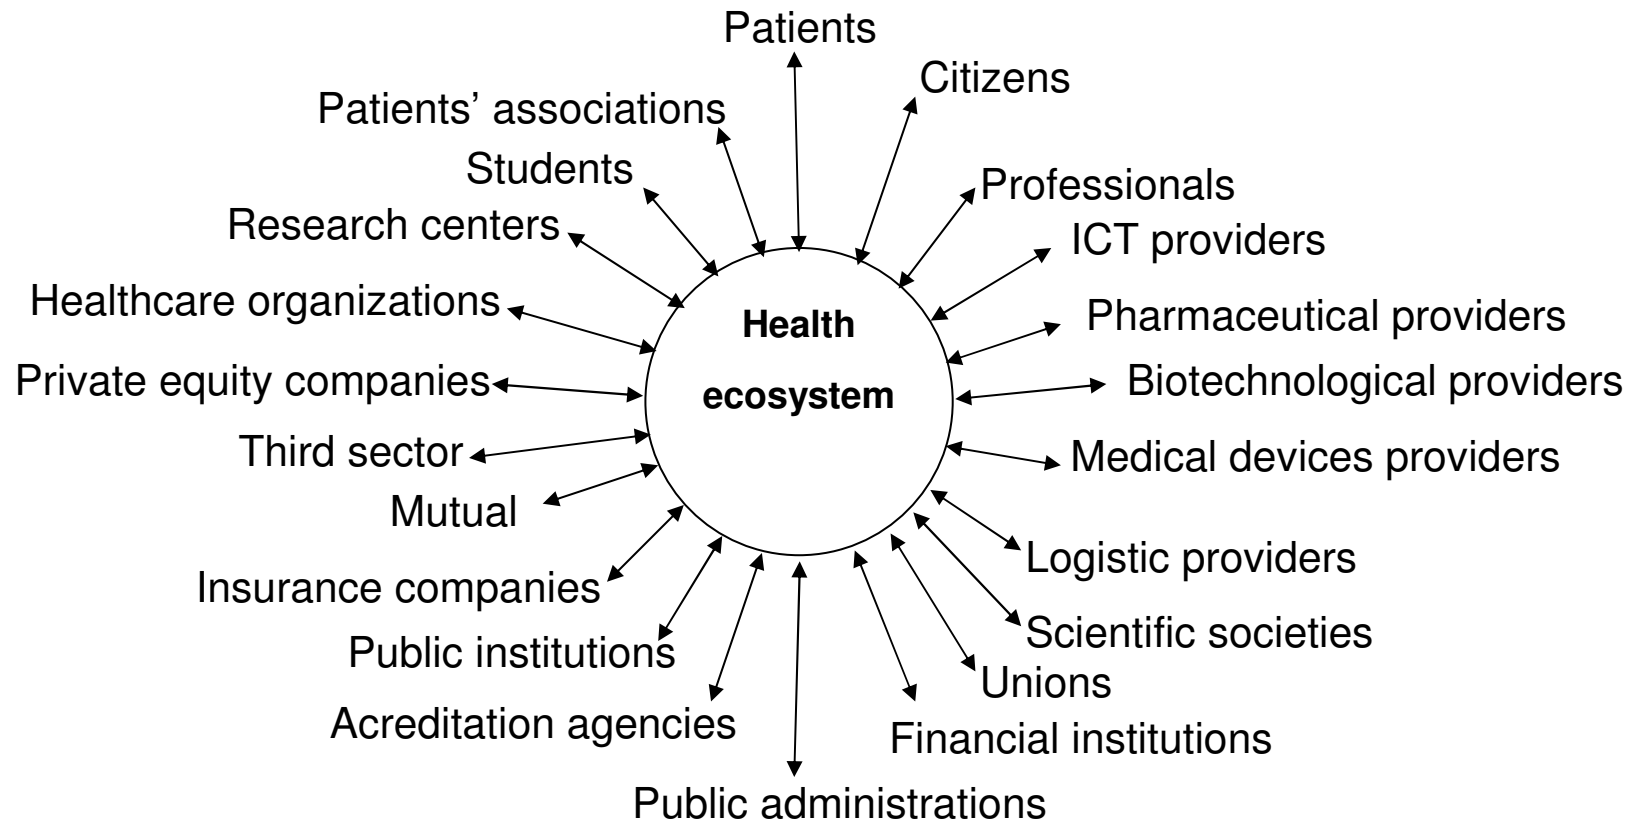 Patients
Citizens
Patients’ associations
Students
Professionals
Research centers
ICT providers
Healthcare organizations
Health
Pharmaceutical providers
Private equity companies
ecosystem
Biotechnological providers
Third sector
Medical devices providers
Mutual
Logistic providers
Insurance companies
Scientific societies
Public institutions
Unions
Acreditation agencies
Financial institutions
Public administrations